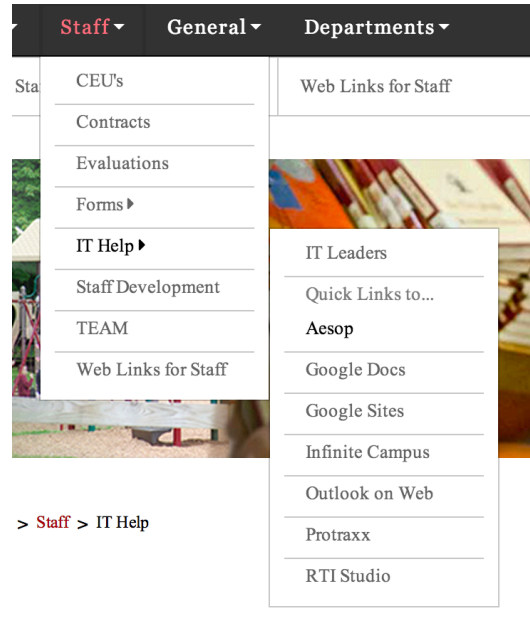 Staff
General
Departments
Web Links for Staff
CEU's
Contracts
Evaluations
Forms
IT Help
Staff Development
TEAM
Web Links for Staff
IT Leaders
Quick Links to...
Aesop
Google Docs
Google Sites
Infinite Campus
Outlook on Web
Protraxx
RTI Studio
> Staff > IT Help